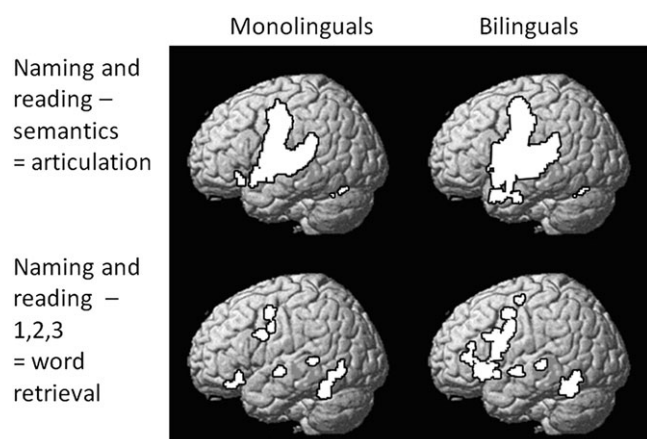 Monolinguals Bilinguals
Naming and
reading –
semantics
= articulation
Naming and
reading –
1,2,3
= word
retrieval